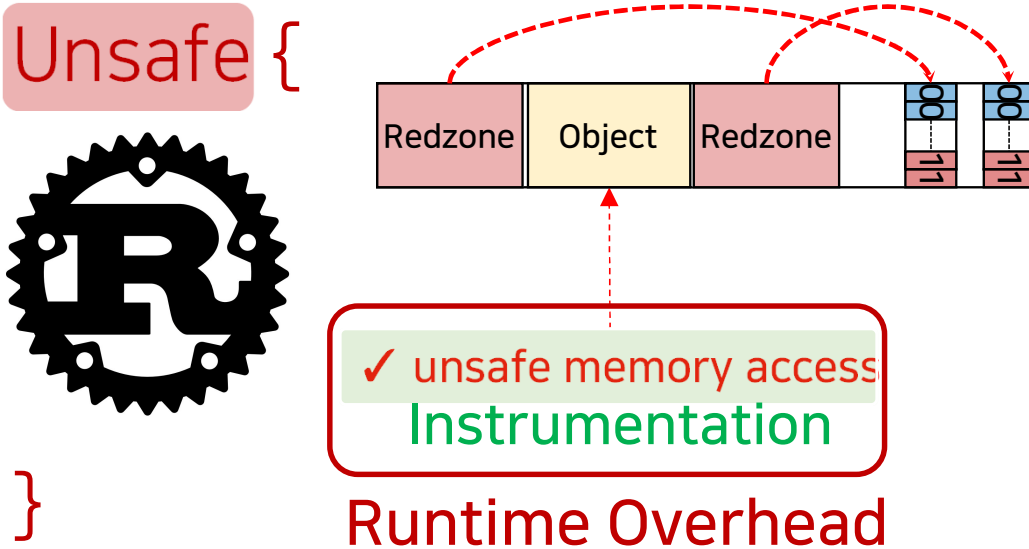 Unsafe {
Redzone
Object
Redzone
00
11
00
11
R
✓ unsafe memory access
Instrumentation
}
Runtime Overhead